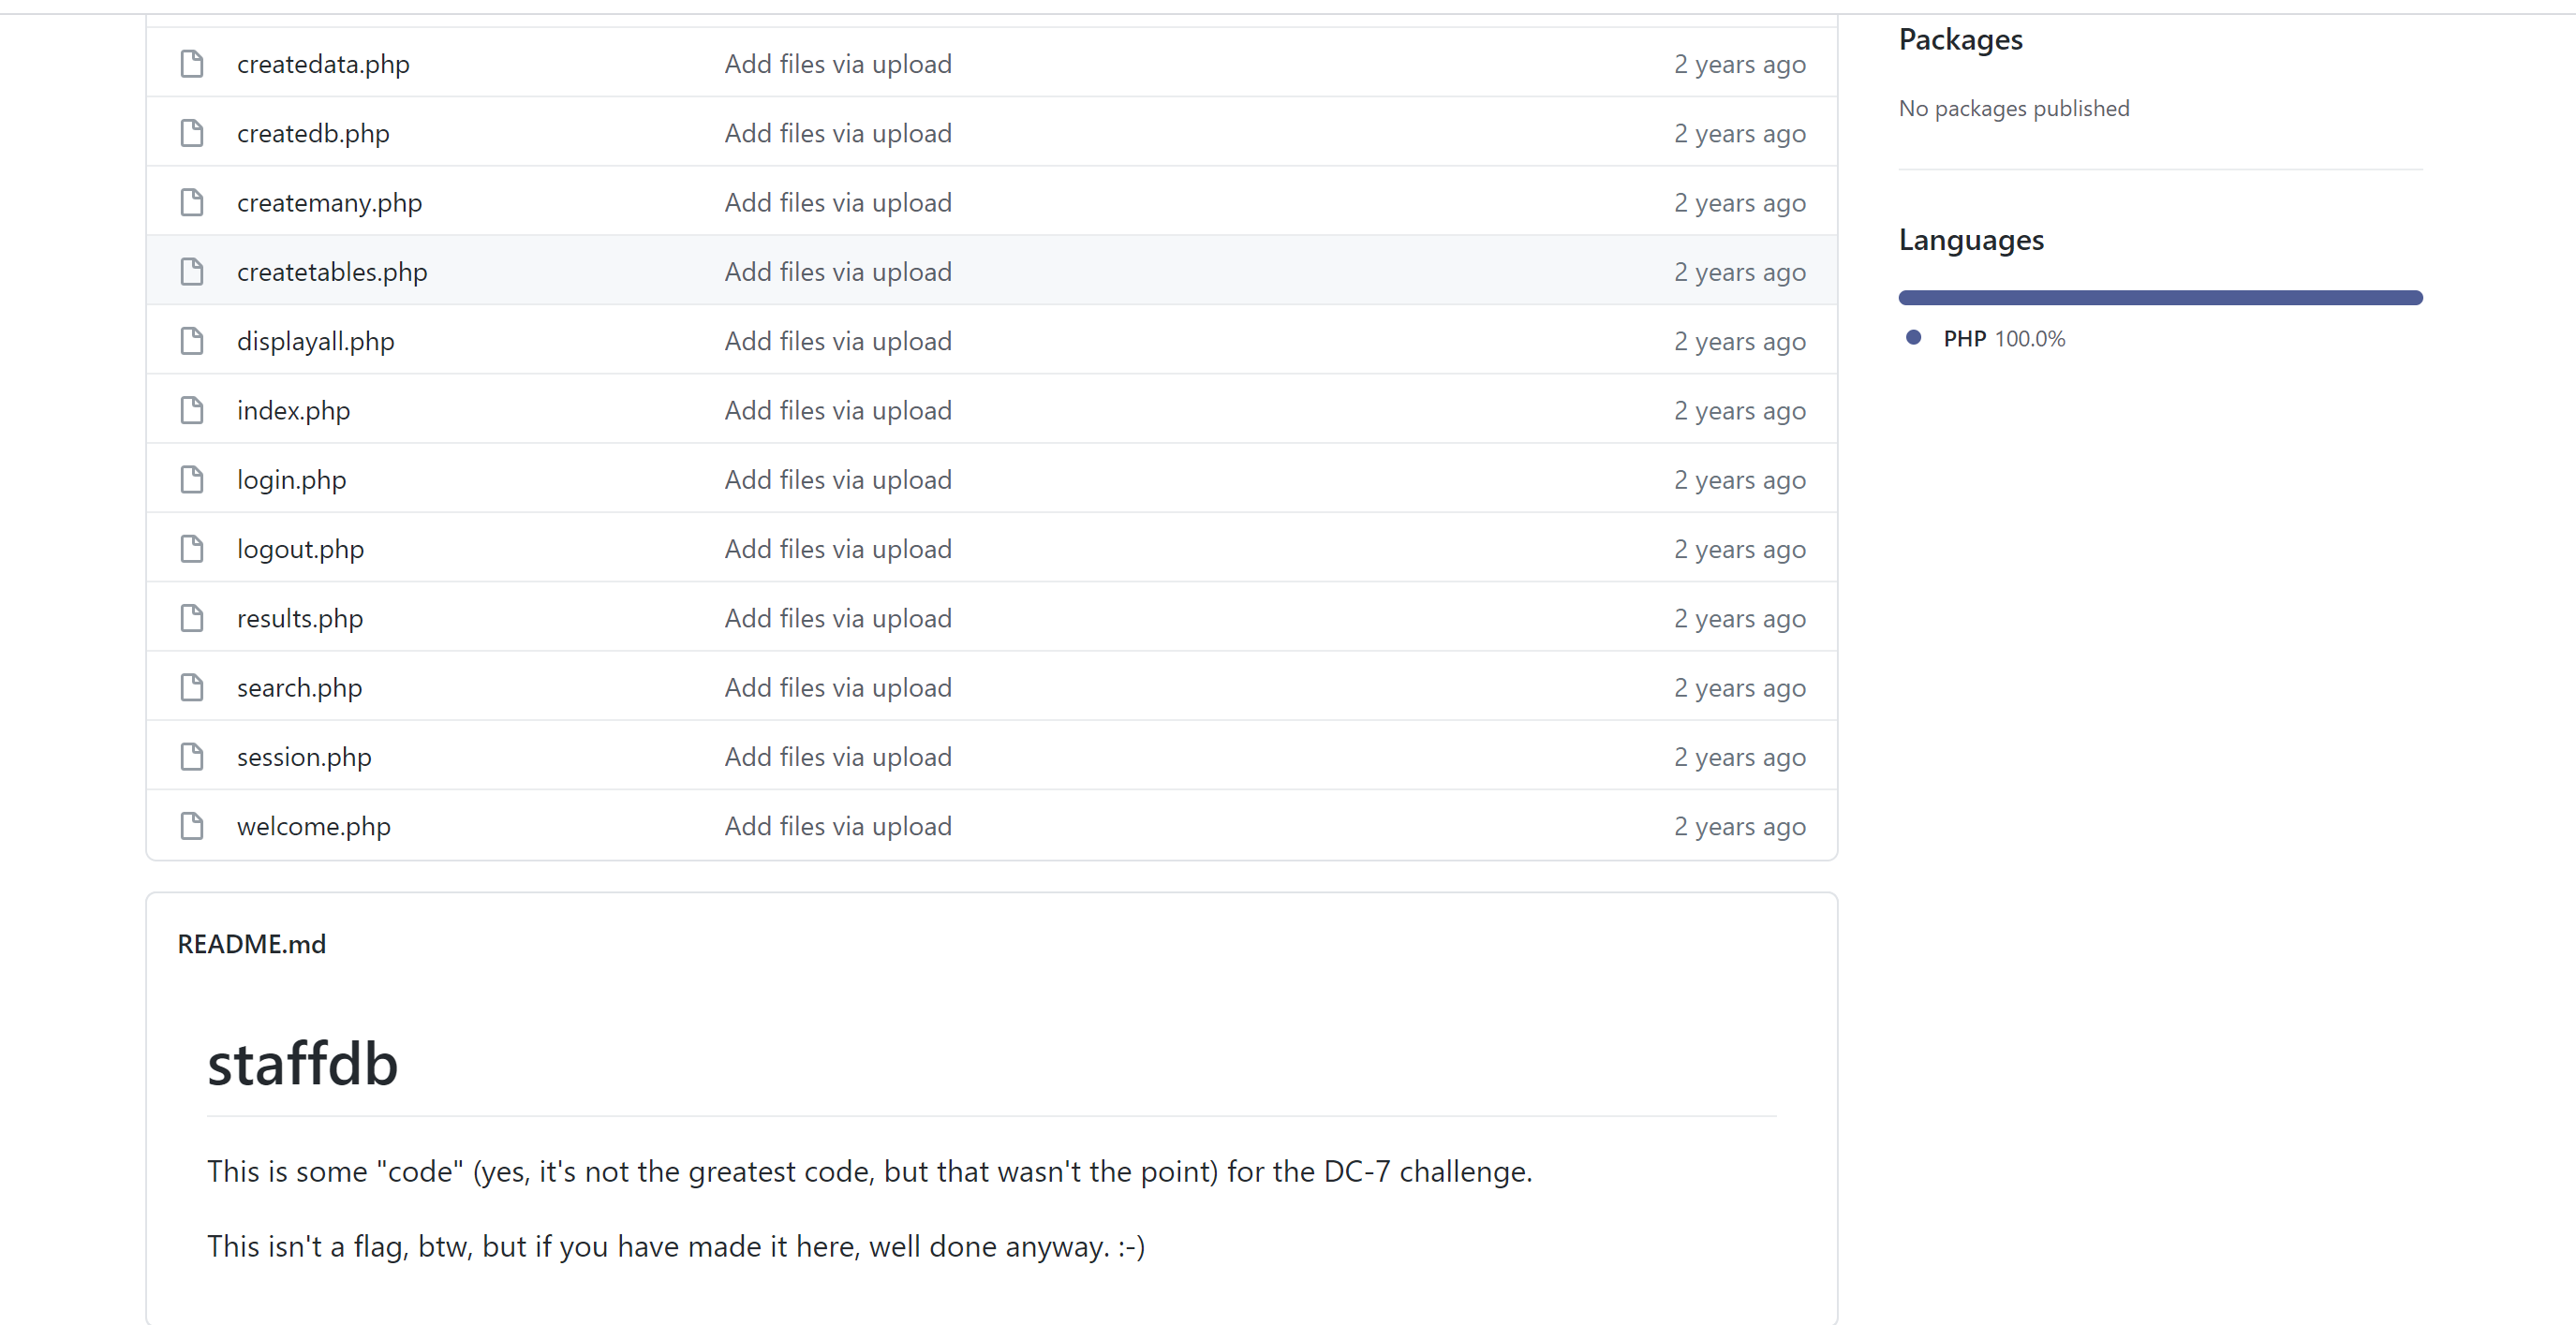 createdata.php Add files via upload 2 years ago
createdb.php Add files via upload 2 years ago
createmany.php Add files via upload 2 years ago
createtables.php Add files via upload 2 years ago
displayall.php Add files via upload 2 years ago
index.php Add files via upload 2 years ago
login.php Add files via upload 2 years ago
logout.php Add files via upload 2 years ago
results.php Add files via upload 2 years ago
search.php Add files via upload 2 years ago
session.php Add files via upload 2 years ago
welcome.php Add files via upload 2 years ago
README.md
staffdb
This is some "code" (yes, it's not the greatest code, but that wasn't the point) for the DC-7 challenge.
This isn't a flag, btw, but if you have made it here, well done anyway. :-)
Packages
No packages published
Languages
PHP 100.0%